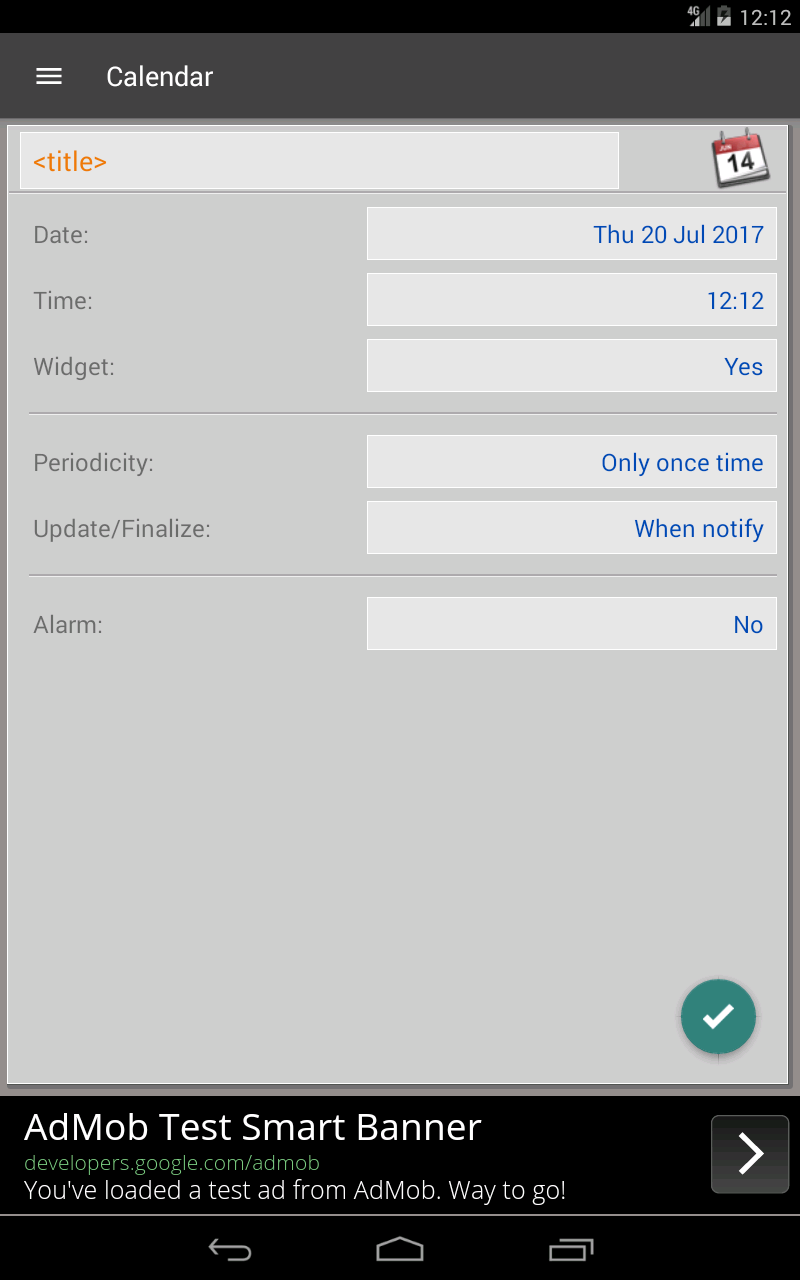 4G 12:12
Calendar
<title>
JUN
14
Date: Thu 20 Jul 2017
Time: 12:12
Widget: Yes
Periodicity: Only once time
Update/Finalize: When notify
Alarm: No
AdMob Test Smart Banner
developers.google.com/admob
You've loaded a test ad from AdMob. Way to go!